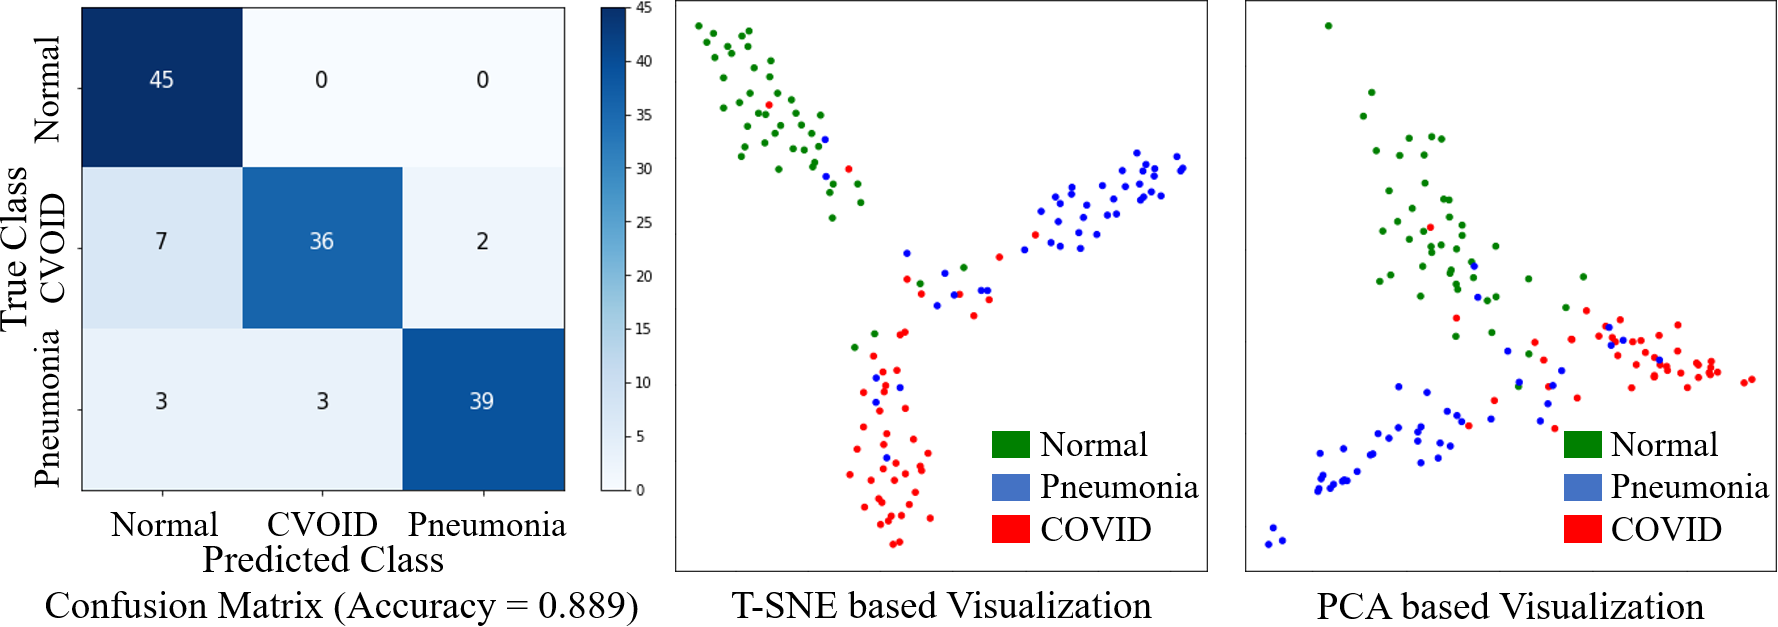 True Class
Normal
CVOID
Pneumonia
45 0 0
7 36 2
3 3 39
Normal CVOID Pneumonia
Predicted Class
45
40
35
30
25
20
15
10
5
0
Confusion Matrix (Accuracy = 0.889)
Normal
Pneumonia
COVID
T-SNE based Visualization
Normal
Pneumonia
COVID
PCA based Visualization